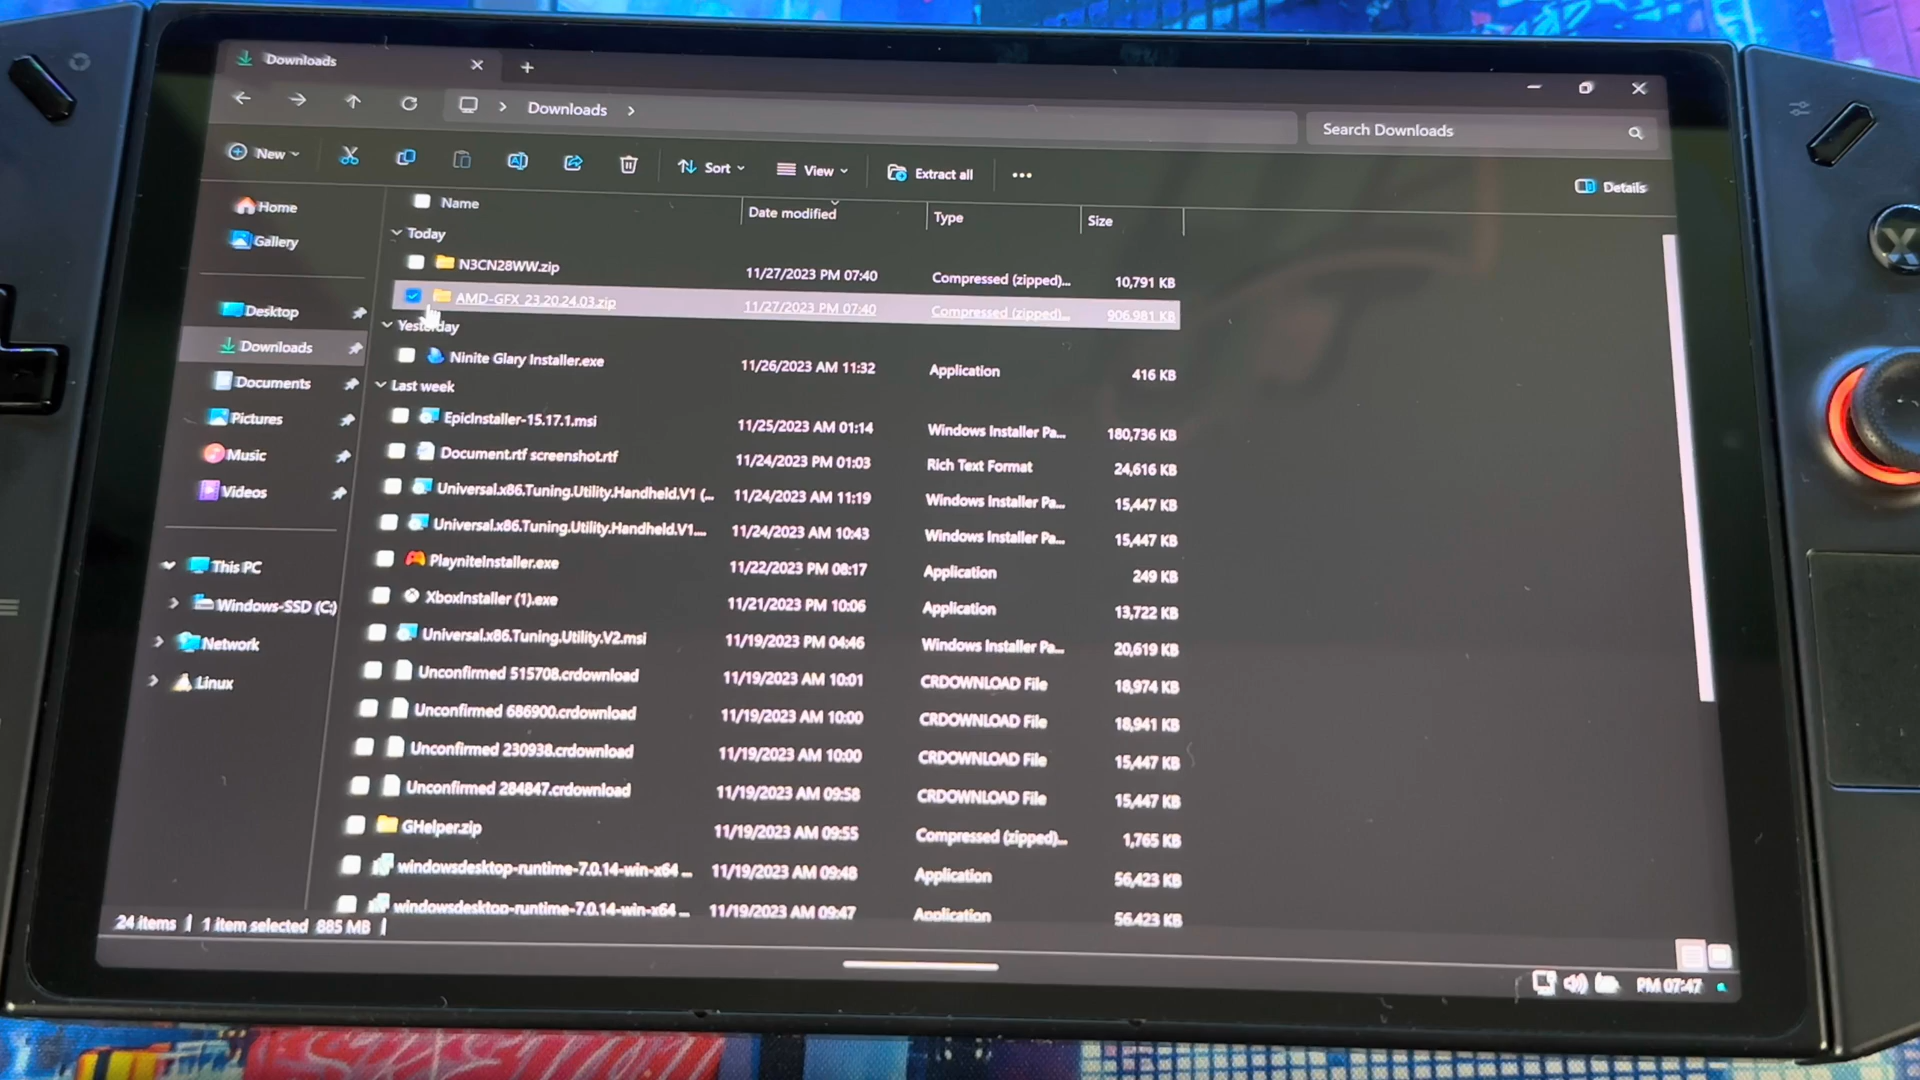 Downloads
Downloads
Search Downloads
New
Sort
View
Extract all
Details
Home
Gallery
Desktop
Downloads
Documents
Pictures
Music
Videos
This PC
Windows-SSD (C:)
Network
Linux
Name Date modified Type Size
Today
N3CN28WW.zip 11/27/2023 PM 07:40 Compressed (zipped)... 10,791 KB
AMD-GFX_23.20.24.03.zip 11/27/2023 PM 07:40 Compressed (zipped)... 906,981 KB
Yesterday
Ninite Glary Installer.exe 11/26/2023 AM 11:32 Application 416 KB
Last week
EpicInstaller-15.17.1.msi 11/25/2023 AM 01:14 Windows Installer Pa... 180,736 KB
Document.rtf screenshot.rtf 11/24/2023 PM 01:03 Rich Text Format 24,616 KB
Universal.x86.Tuning.Utility.Handheld.V1 (... 11/24/2023 AM 11:19 Windows Installer Pa... 15,447 KB
Universal.x86.Tuning.Utility.Handheld.V1.... 11/24/2023 AM 10:43 Windows Installer Pa... 15,447 KB
PlayniteInstaller.exe 11/22/2023 PM 08:17 Application 249 KB
XboxInstaller (1).exe 11/21/2023 PM 10:06 Application 13,722 KB
Universal.x86.Tuning.Utility.V2.msi 11/19/2023 PM 04:46 Windows Installer Pa... 20,619 KB
Unconfirmed 515708.crdownload 11/19/2023 AM 10:01 CRDOWNLOAD File 18,974 KB
Unconfirmed 686900.crdownload 11/19/2023 AM 10:00 CRDOWNLOAD File 18,941 KB
Unconfirmed 230938.crdownload 11/19/2023 AM 10:00 CRDOWNLOAD File 15,447 KB
Unconfirmed 284847.crdownload 11/19/2023 AM 09:58 CRDOWNLOAD File 15,447 KB
GHelper.zip 11/19/2023 AM 09:55 Compressed (zipped)... 1,765 KB
windowsdesktop-runtime-7.0.14-win-x64 ... 11/19/2023 AM 09:48 Application 56,423 KB
windowsdesktop-runtime-7.0.14-win-x64 ... 11/19/2023 AM 09:47 Application 56,423 KB
24 items 1 item selected 885 MB
PM 07:47
X